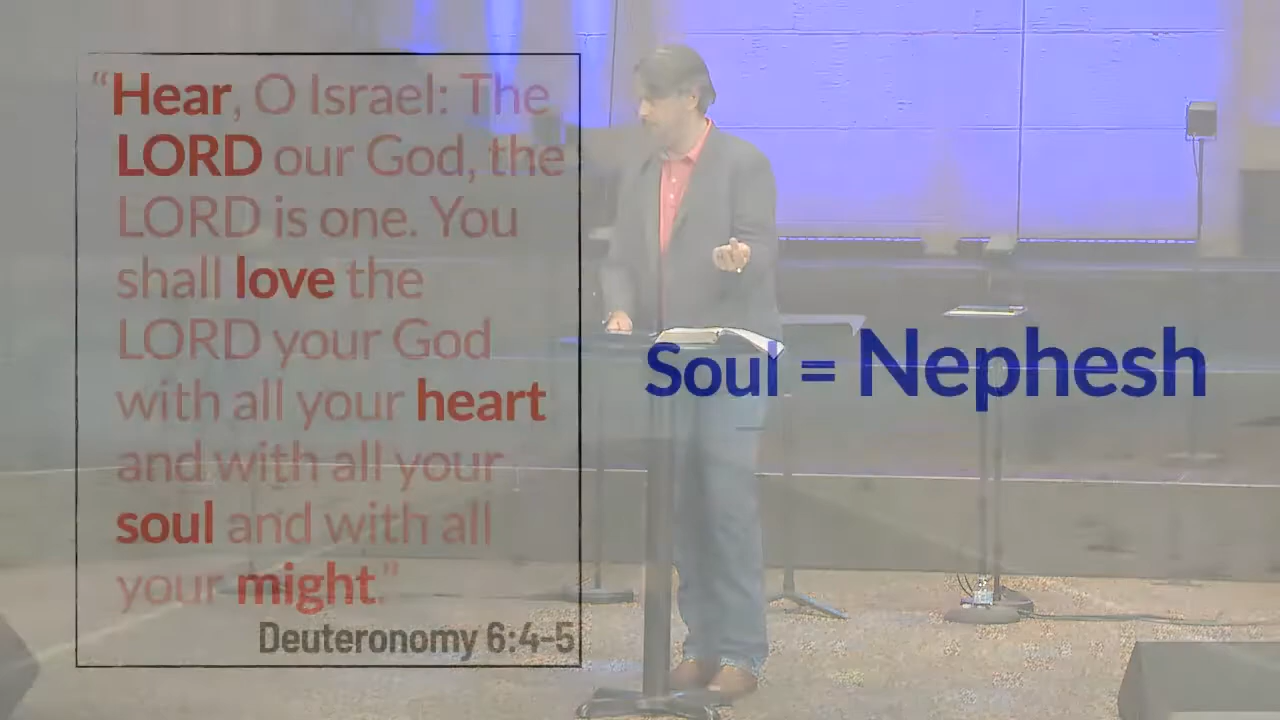 “Hear, O Israel: The
LORD our God, the
LORD is one. You
shall love the
LORD your God
with all your heart
and with all your
soul and with all
your might.”
Deuteronomy 6:4-5
Soul = Nephesh